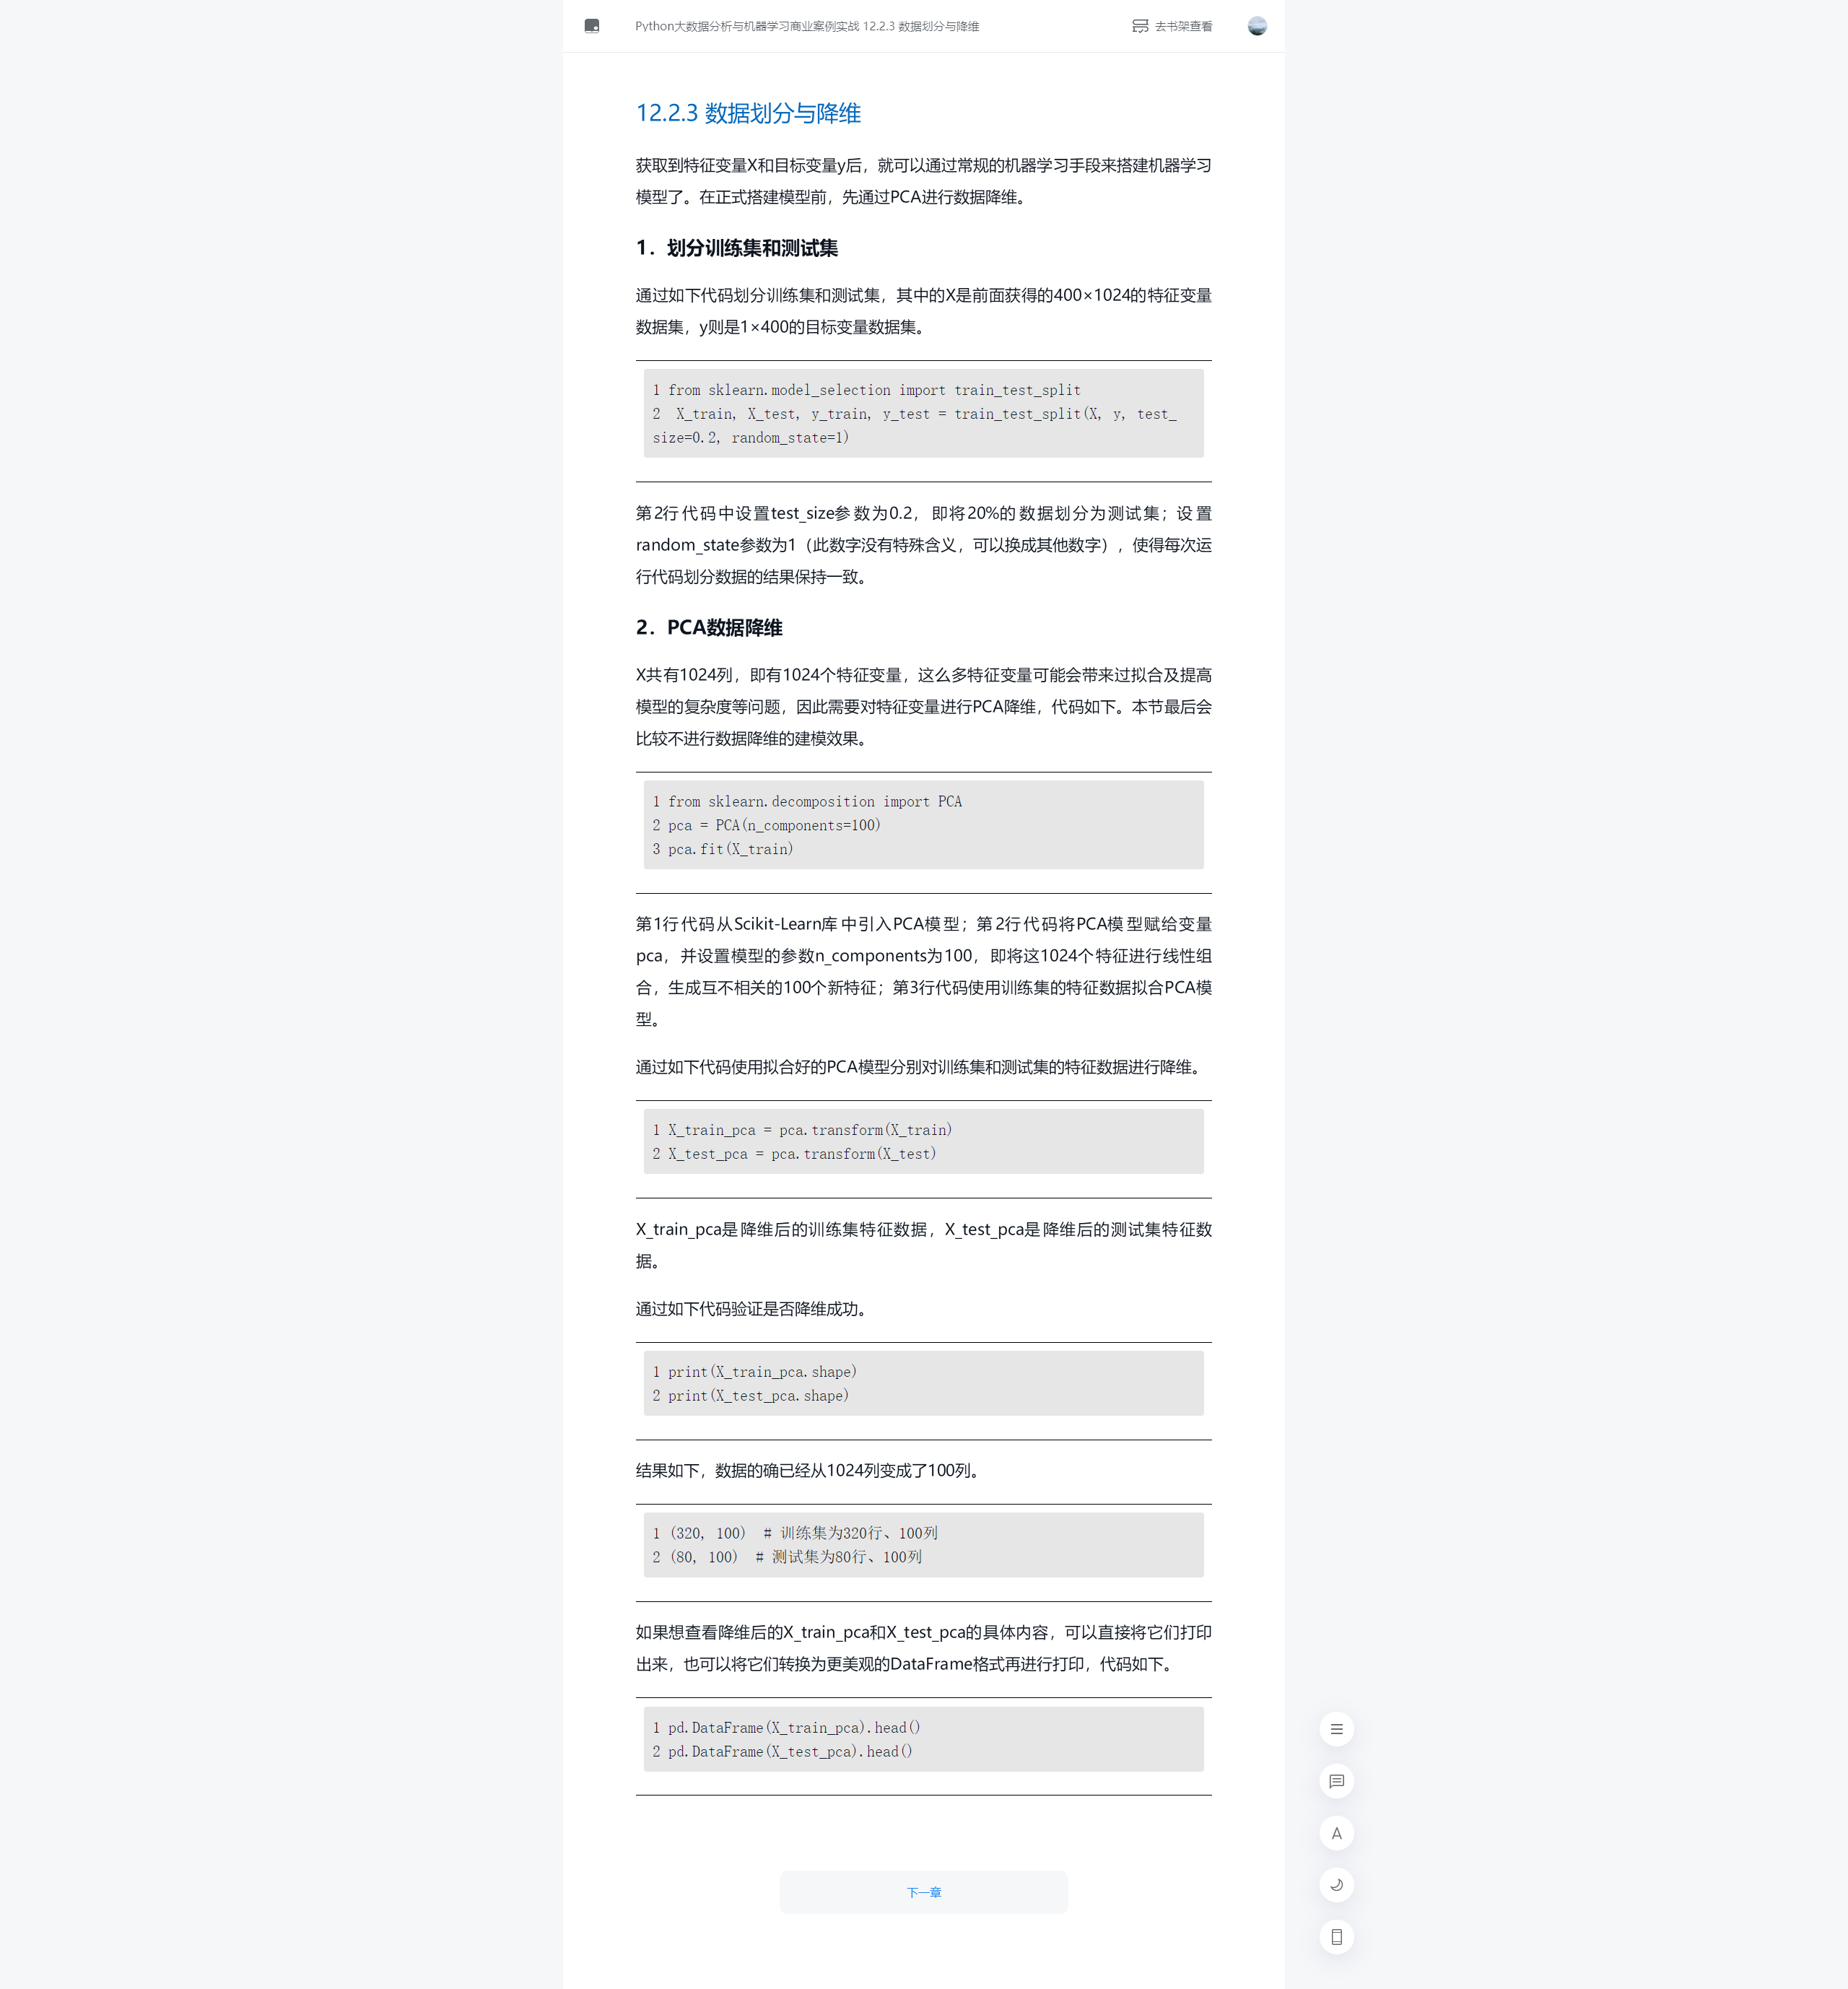 Python大数据分析与机器学习商业案例实战 12.2.3 数据划分与降维
去书架查看
12.2.3 数据划分与降维
获取到特征变量X和目标变量y后，就可以通过常规的机器学习手段来搭建机器学习
模型了。在正式搭建模型前，先通过PCA进行数据降维。
1．划分训练集和测试集
通过如下代码划分训练集和测试集，其中的X是前面获得的400×1024的特征变量
数据集，y则是1×400的目标变量数据集。
1 from sklearn.model_selection import train_test_split
2  X_train, X_test, y_train, y_test = train_test_split(X, y, test_
size=0.2, random_state=1)
第2行代码中设置test_size参数为0.2，即将20%的数据划分为测试集；设置
random_state参数为1（此数字没有特殊含义，可以换成其他数字），使得每次运
行代码划分数据的结果保持一致。
2．PCA数据降维
X共有1024列，即有1024个特征变量，这么多特征变量可能会带来过拟合及提高
模型的复杂度等问题，因此需要对特征变量进行PCA降维，代码如下。本节最后会
比较不进行数据降维的建模效果。
1 from sklearn.decomposition import PCA
2 pca = PCA(n_components=100)
3 pca.fit(X_train)
第1行代码从Scikit-Learn库中引入PCA模型；第2行代码将PCA模型赋给变量
pca，并设置模型的参数n_components为100，即将这1024个特征进行线性组
合，生成互不相关的100个新特征；第3行代码使用训练集的特征数据拟合PCA模
型。
通过如下代码使用拟合好的PCA模型分别对训练集和测试集的特征数据进行降维。
1 X_train_pca = pca.transform(X_train)
2 X_test_pca = pca.transform(X_test)
X_train_pca是降维后的训练集特征数据，X_test_pca是降维后的测试集特征数
据。
通过如下代码验证是否降维成功。
1 print(X_train_pca.shape)
2 print(X_test_pca.shape)
结果如下，数据的确已经从1024列变成了100列。
1 (320, 100)  # 训练集为320行、100列
2 (80, 100)  # 测试集为80行、100列
如果想查看降维后的X_train_pca和X_test_pca的具体内容，可以直接将它们打印
出来，也可以将它们转换为更美观的DataFrame格式再进行打印，代码如下。
1 pd.DataFrame(X_train_pca).head()
2 pd.DataFrame(X_test_pca).head()
A
下一章